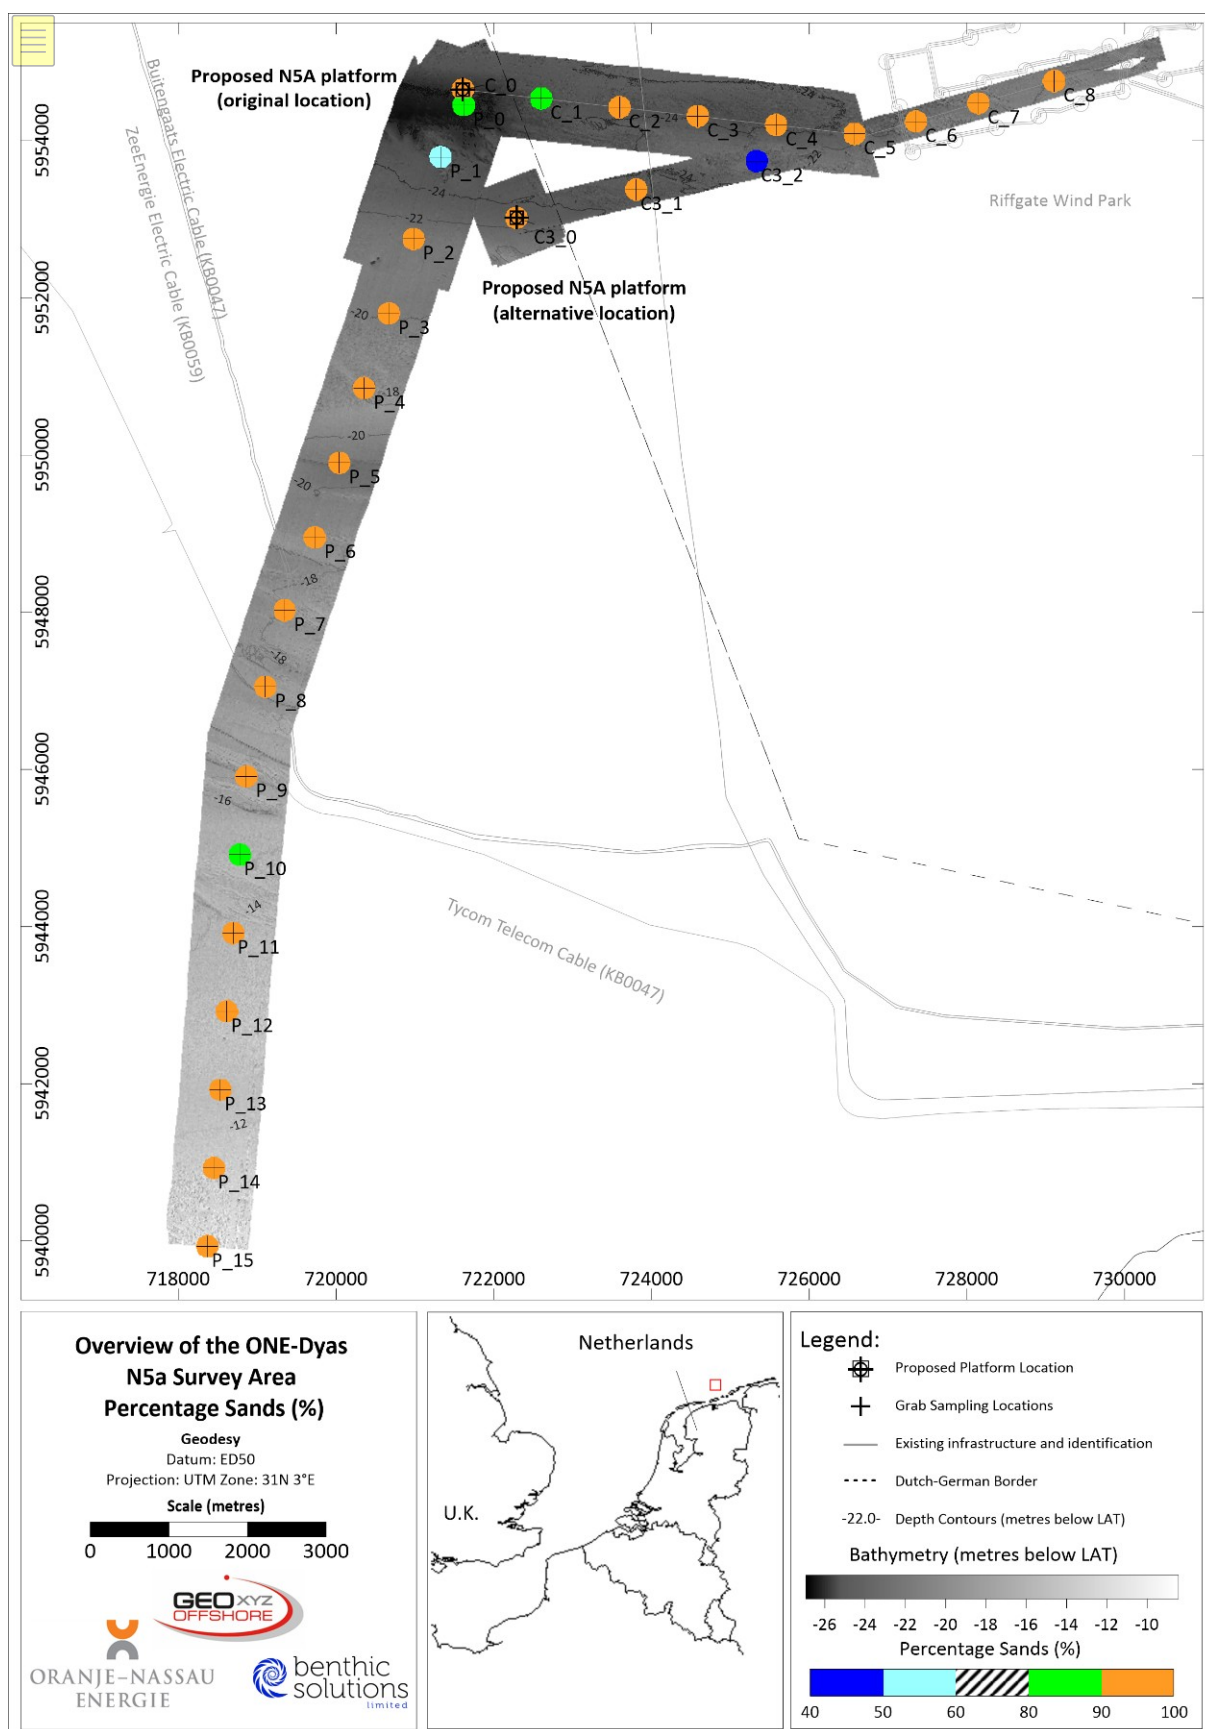 Proposed N5A platform
(original location)
Buitengaats Electric Cable (KB0047)
ZeeEnergie Electric Cable (KB0059)
C_0
P_0
C_1
C_2
C_3
C_4
C_5
C_6
C_7
C_8
-28
-24
-22
P_1
C3_2
-24
C3_1
-24
-22
C3_0
Riffgate Wind Park
P_2
Proposed N5A platform
(alternative location)
-20
P_3
-18
P_4
-20
P_5
-20
P_6
-18
P_7
-18
P_8
P_9
-16
P_10
-14
P_11
Tycom Telecom Cable (KB0047)
P_12
P_13
-12
P_14
P_15
5954000
5952000
5950000
5948000
5946000
5944000
5942000
5940000
718000 720000 722000 724000 726000 728000 730000
Overview of the ONE-Dyas
N5a Survey Area
Percentage Sands (%)
Geodesy
Datum: ED50
Projection: UTM Zone: 31N 3°E
Scale (metres)
0 1000 2000 3000
GEO XYZ
OFFSHORE
ORANJE-NASSAU
ENERGIE
benthic
solutions
limited
Netherlands
U.K.
Legend:
Proposed Platform Location
Grab Sampling Locations
Existing infrastructure and identification
Dutch-German Border
-22.0- Depth Contours (metres below LAT)
Bathymetry (metres below LAT)
-26 -24 -22 -20 -18 -16 -14 -12 -10
Percentage Sands (%)
40 50 60 80 90 100